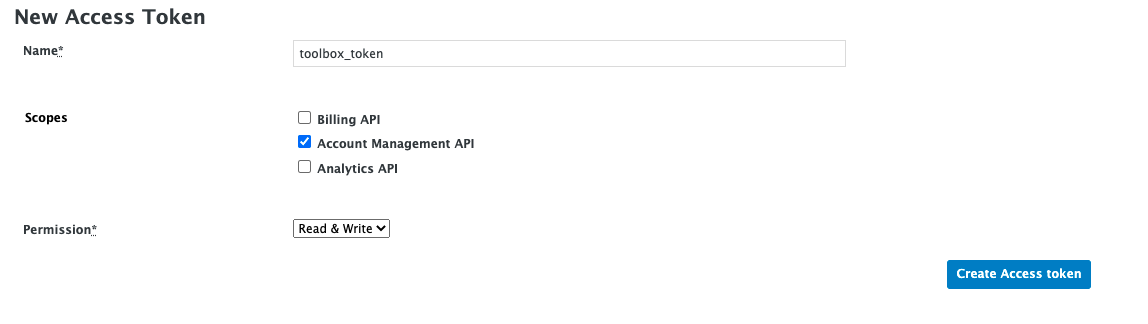 New Access Token
Name*
toolbox_token
Scopes
Billing API
Account Management API
Analytics API
Permission*
Read & Write
Create Access token